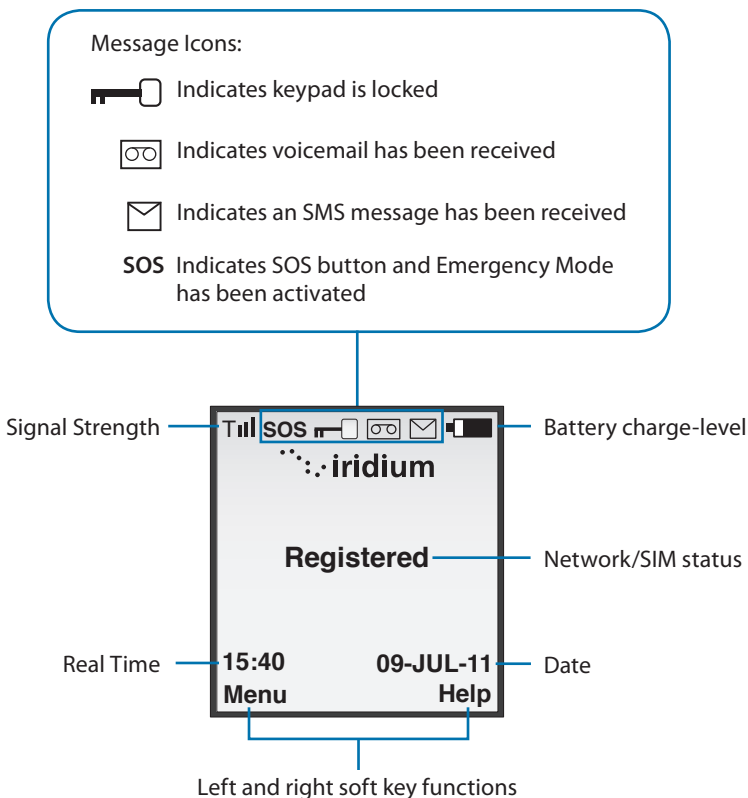 Message Icons:
Indicates keypad is locked
Indicates voicemail has been received
Indicates an SMS message has been received
SOS Indicates SOS button and Emergency Mode
has been activated
Signal Strength
SOS
Battery charge-level
iridium
Registered
Network/SIM status
Real Time
15:40
09-JUL-11
Date
Menu
Help
Left and right soft key functions